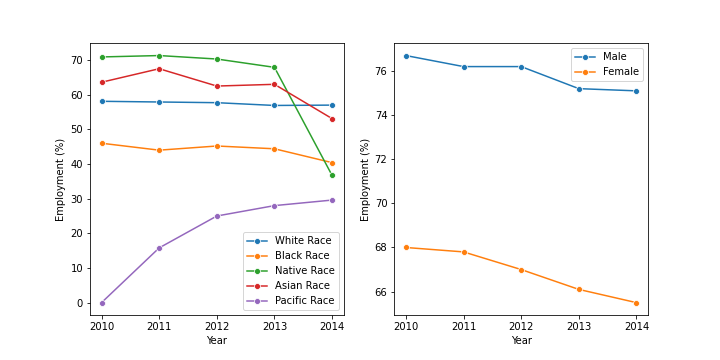 70
60
50
40
30
20
10
0
Employment (%)
2010 2011 2012 2013 2014
Year
White Race
Black Race
Native Race
Asian Race
Pacific Race
76
74
72
70
68
66
Employment (%)
2010 2011 2012 2013 2014
Year
Male
Female